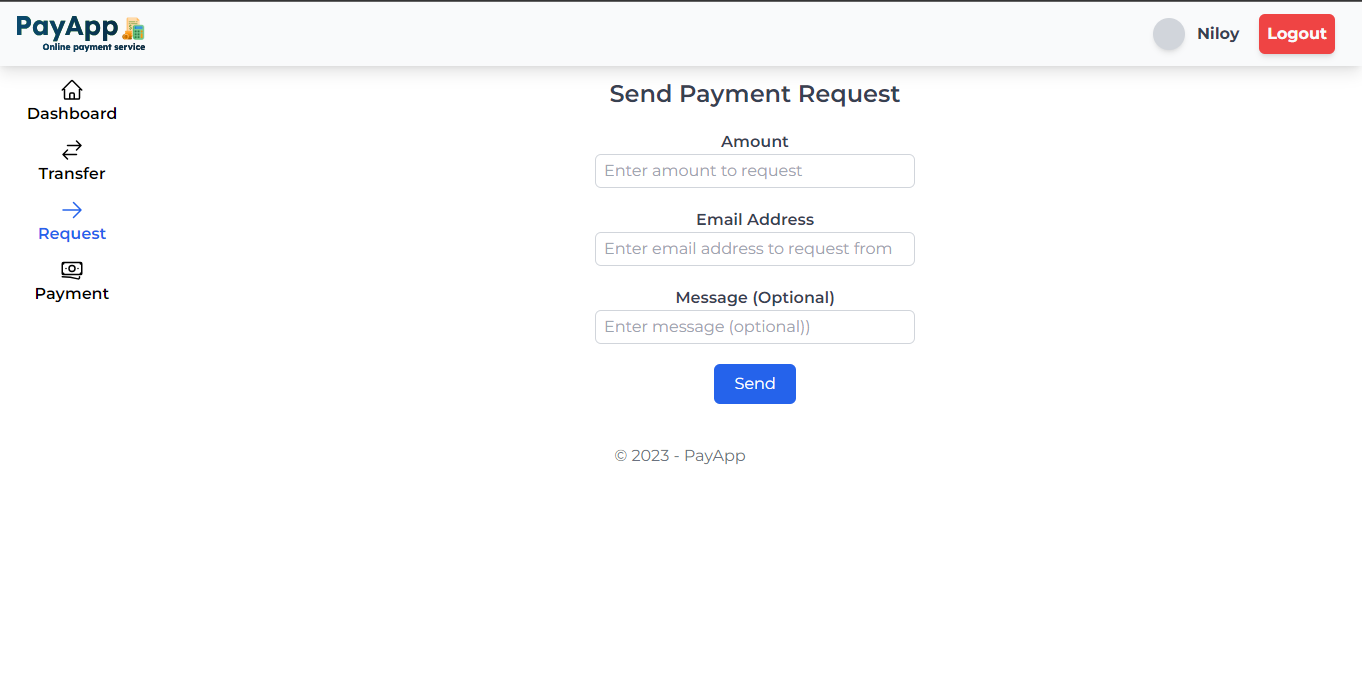 PayApp
Online payment service
Niloy
Logout
Dashboard
Transfer
Request
Payment
Send Payment Request
Amount
Enter amount to request
Email Address
Enter email address to request from
Message (Optional)
Enter message (optional))
Send
© 2023 - PayApp